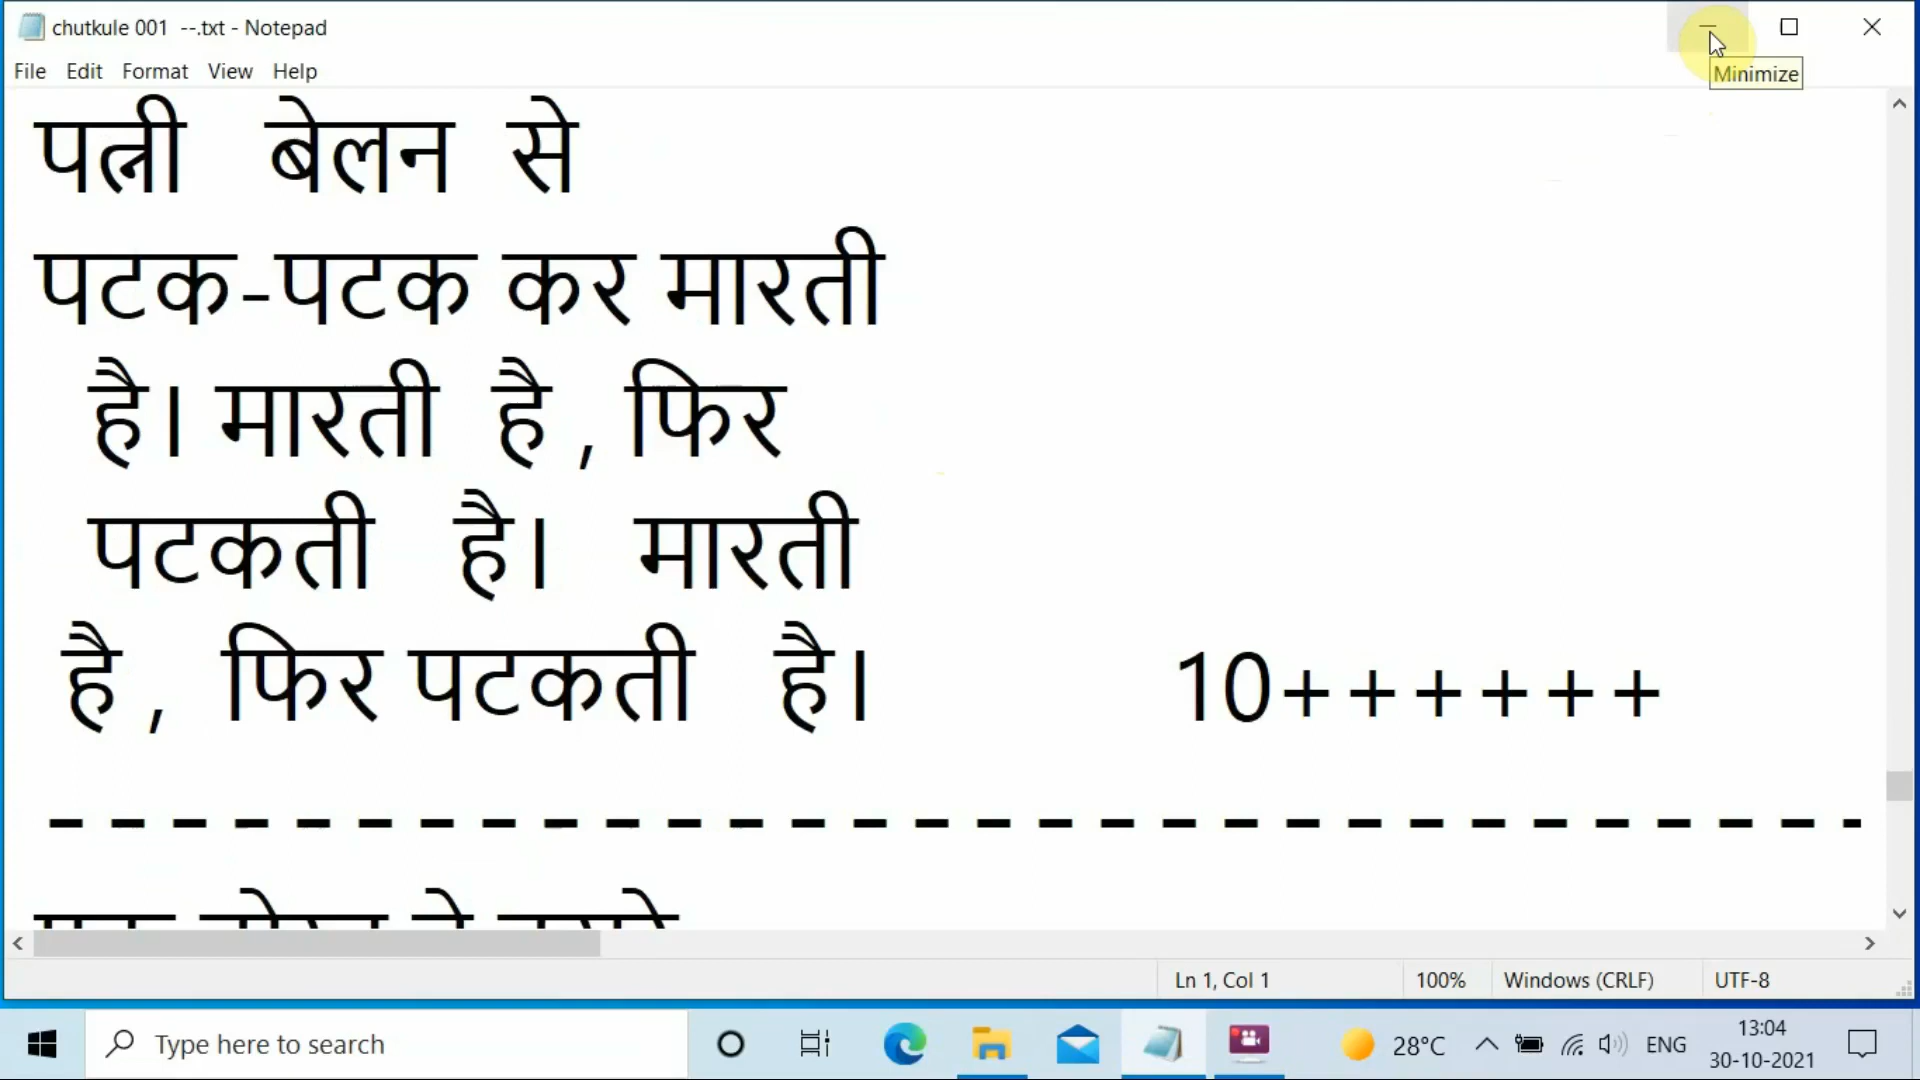 chutkule 001  --.txt - Notepad
File Edit Format View Help
Minimize
पत्नी बेलन से
पटक-पटक कर मारती
है। मारती है , फिर
पटकती है। मारती
है , फिर पटकती है। 10++++++
- - - - - - - - - - - - - - - - - - - - - - - - - - - - - -
Ln 1, Col 1 100% Windows (CRLF) UTF-8
Type here to search 28°C ENG 13:04
30-10-2021